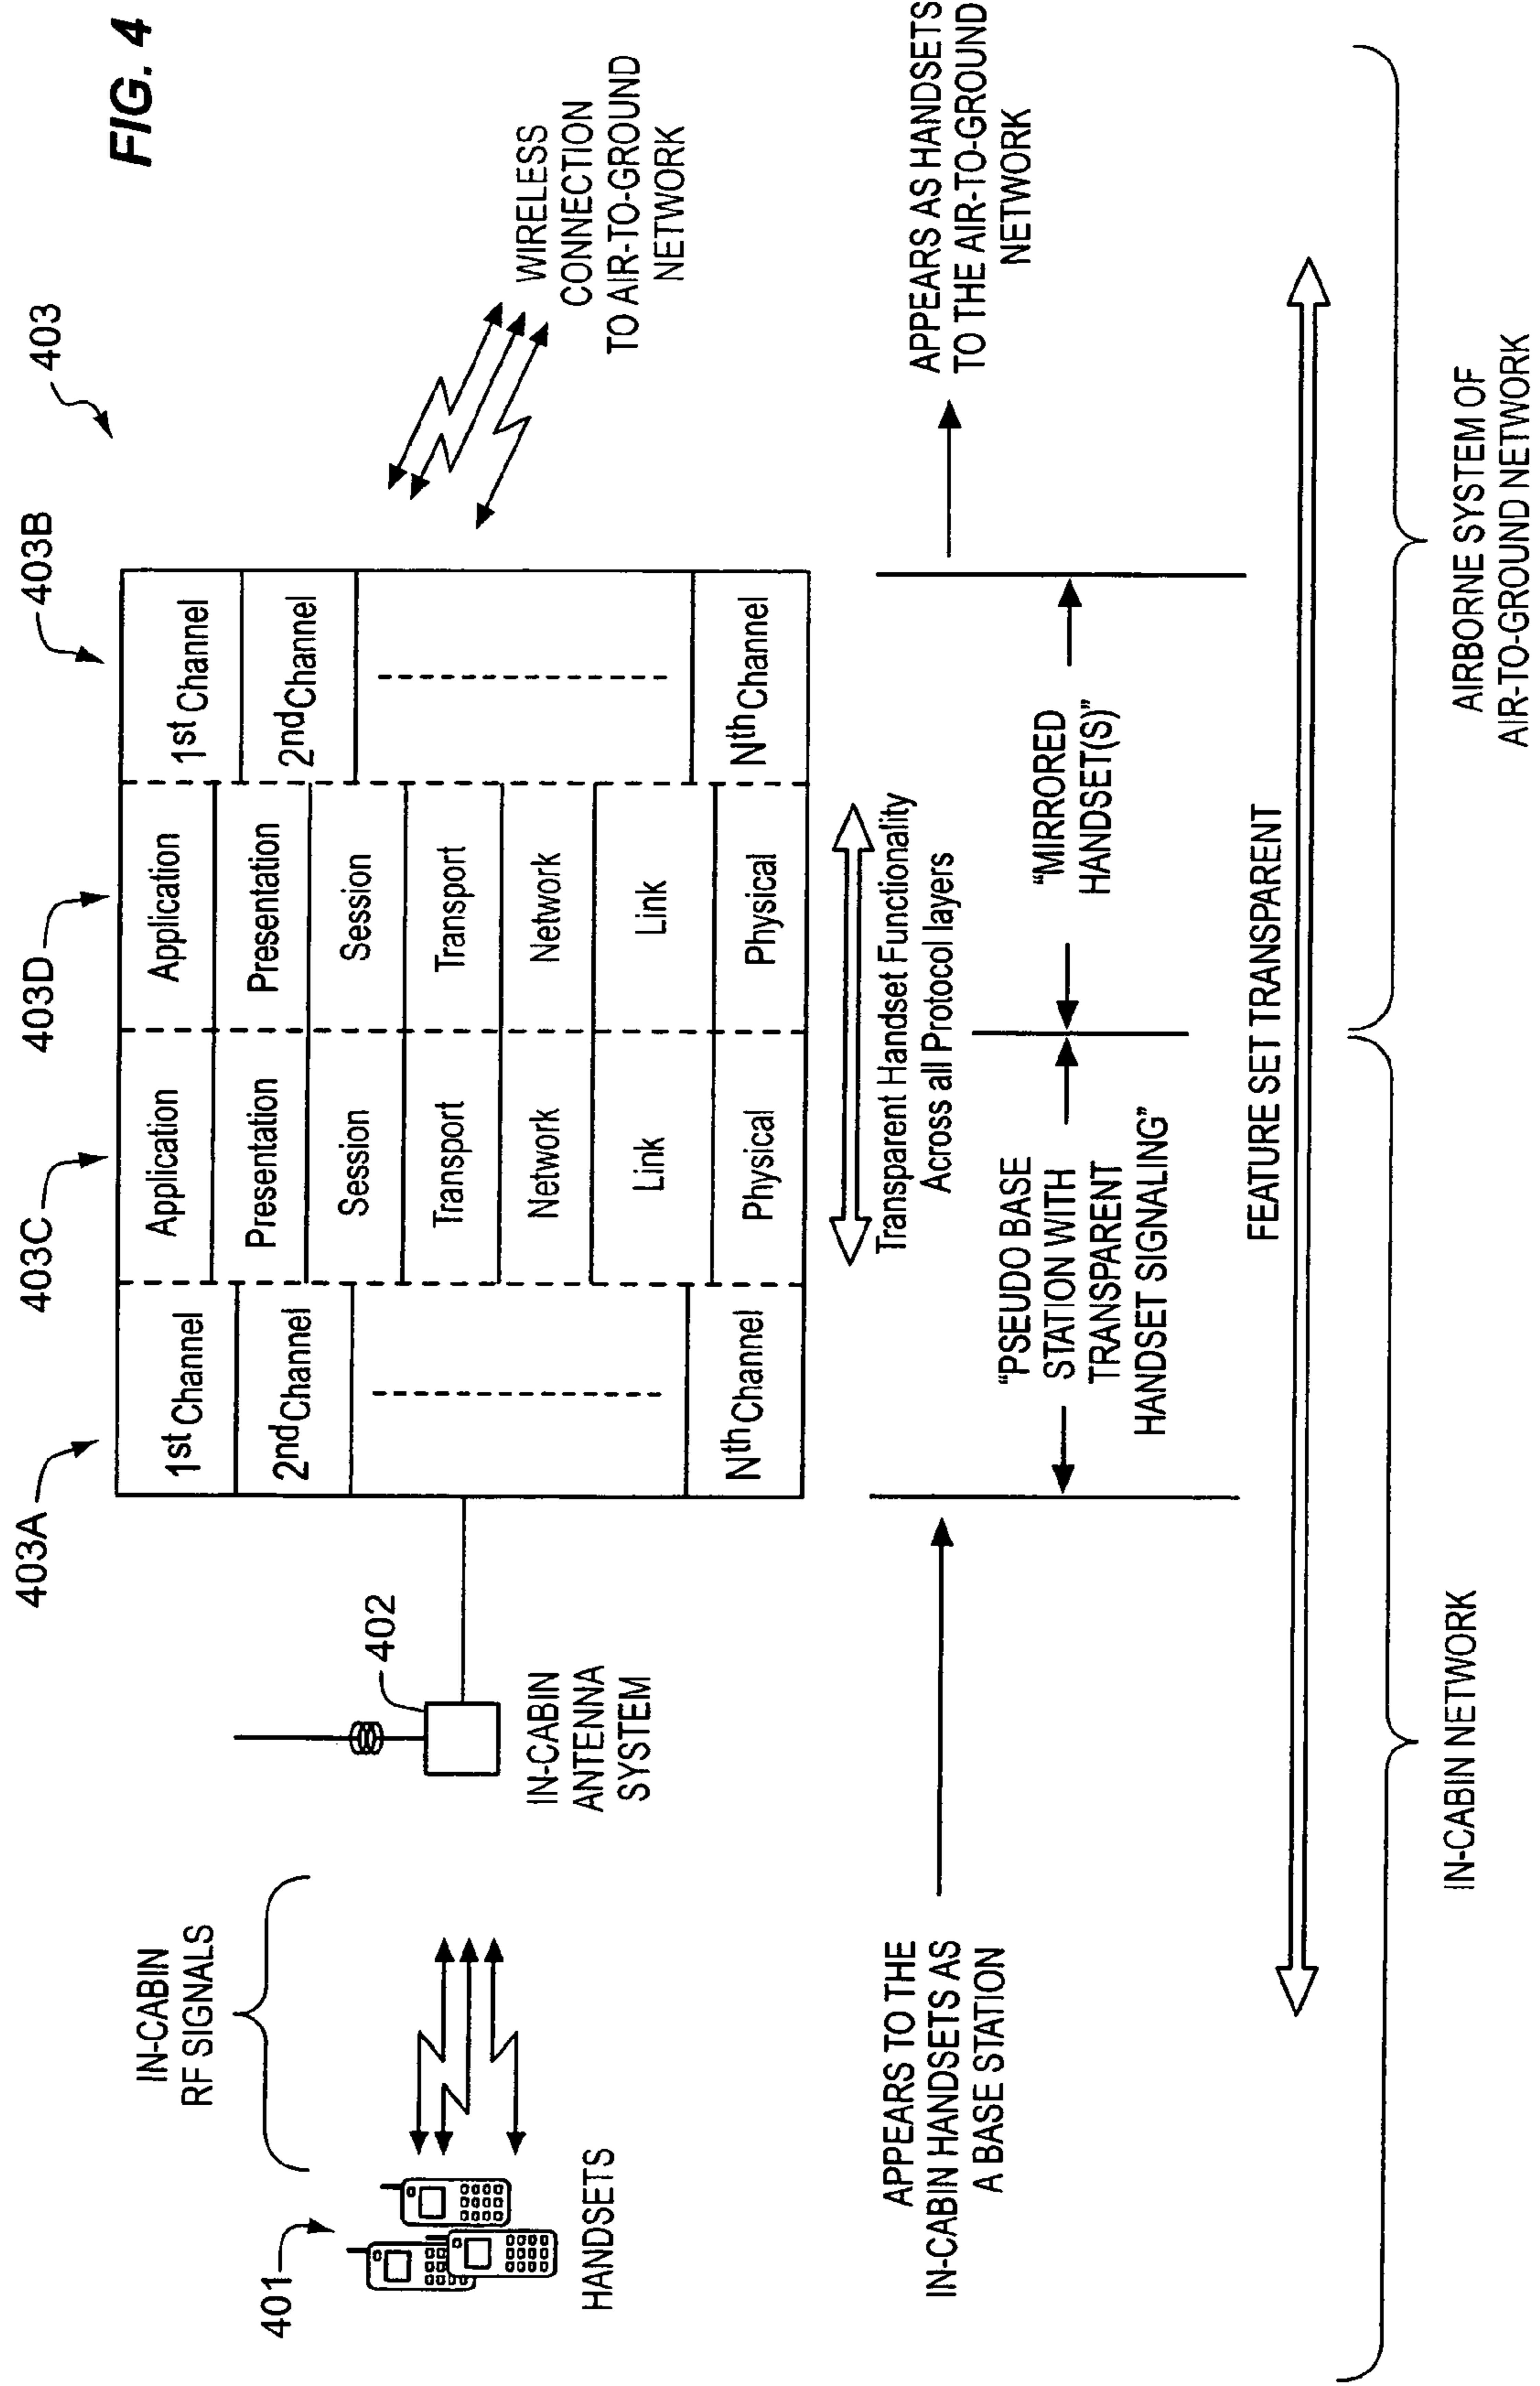 FIG. 4
403
403A
403C
403D
403B
401
402
IN-CABIN
RF SIGNALS
HANDSETS
IN-CABIN
ANTENNA
SYSTEM
1st Channel
2nd Channel
Nth Channel
Application
Presentation
Session
Transport
Network
Link
Physical
Application
Presentation
Session
Transport
Network
Link
Physical
1st Channel
2nd Channel
Nth Channel
WIRELESS
CONNECTION
TO AIR-TO-GROUND
NETWORK
Transparent Handset Functionality
Across all Protocol layers
APPEARS TO THE
IN-CABIN HANDSETS AS
A BASE STATION
"PSEUDO BASE
STATION WITH
TRANSPARENT
HANDSET SIGNALING"
"MIRRORED
HANDSET(S)"
APPEARS AS HANDSETS
TO THE AIR-TO-GROUND
NETWORK
FEATURE SET TRANSPARENT
IN-CABIN NETWORK
AIRBORNE SYSTEM OF
AIR-TO-GROUND NETWORK